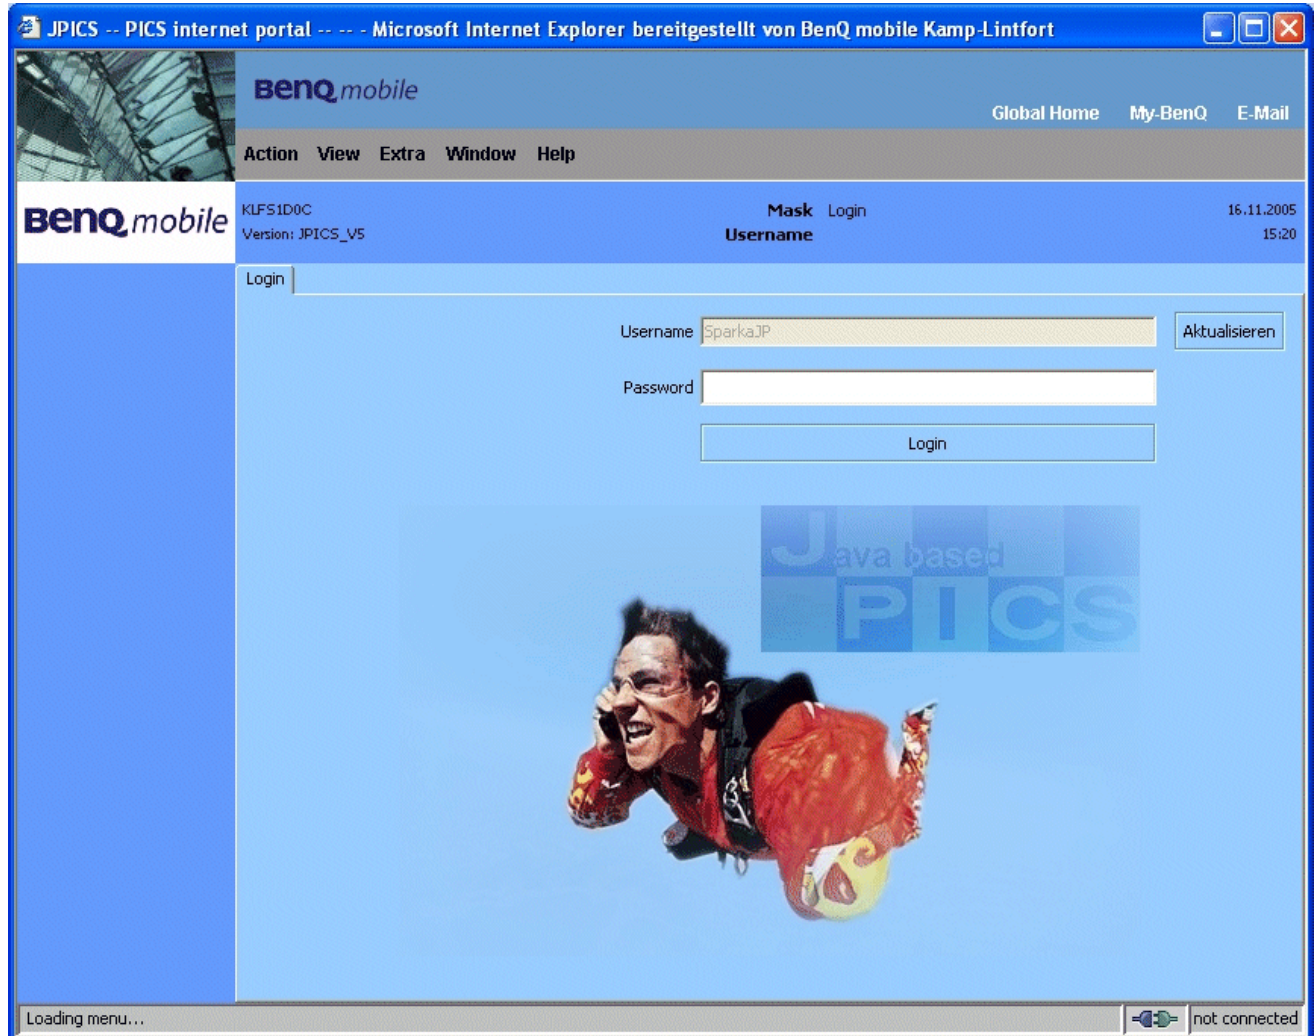 JPICS -- PICS internet portal -- -- - Microsoft Internet Explorer bereitgestellt von BenQ mobile Kamp-Lintfort
BenQ mobile
Global Home My-BenQ E-Mail
Action View Extra Window Help
BenQ mobile
KLFS1D0C
Version: JPICS_V5
Mask Login
Username
16.11.2005
15:20
Login
Username SparkaJP Aktualisieren
Password
Login
Java based
PICS
Loading menu... not connected